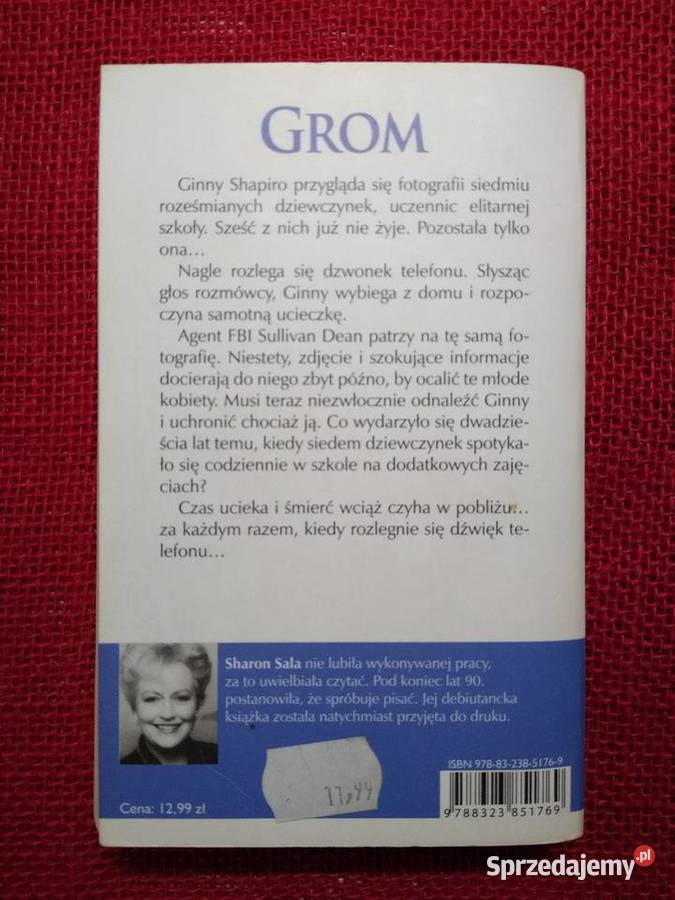 GROM
Ginny Shapiro przygląda się fotografii siedmiu
roześmianych dziewczynek, uczennic elitarnej
szkoły. Sześć z nich już nie żyje. Pozostała tylko
ona…
Nagle rozlega się dzwonek telefonu. Słysząc
głos rozmówcy, Ginny wybiega z domu i rozpo-
czyna samotną ucieczkę.
Agent FBI Sullivan Dean patrzy na tę samą fo-
tografię. Niestety, zdjęcie i szokujące informacje
docierają do niego zbyt późno, by ocalić te młode
kobiety. Musi teraz niezwłocznie odnaleźć Ginny
i uchronić chociaż ją. Co wydarzyło się dwadzie-
ścia lat temu, kiedy siedem dziewczynek spotyka-
ło się codziennie w szkole na dodatkowych zaję-
ciach?
Czas ucieka i śmierć wciąż czyha w pobliżu…
za każdym razem, kiedy rozlegnie się dźwięk te-
lefonu…
Sharon Sala nie lubiła wykonywanej pracy,
za to uwielbiała czytać. Pod koniec lat 90.
postanowiła, że spróbuje pisać. Jej debiutancka
książka została natychmiast przyjęta do druku.
ISBN 978-83-238-5176-9
11,99
9 788323 851769
Cena: 12,99 zł
Sprzedajemy.pl